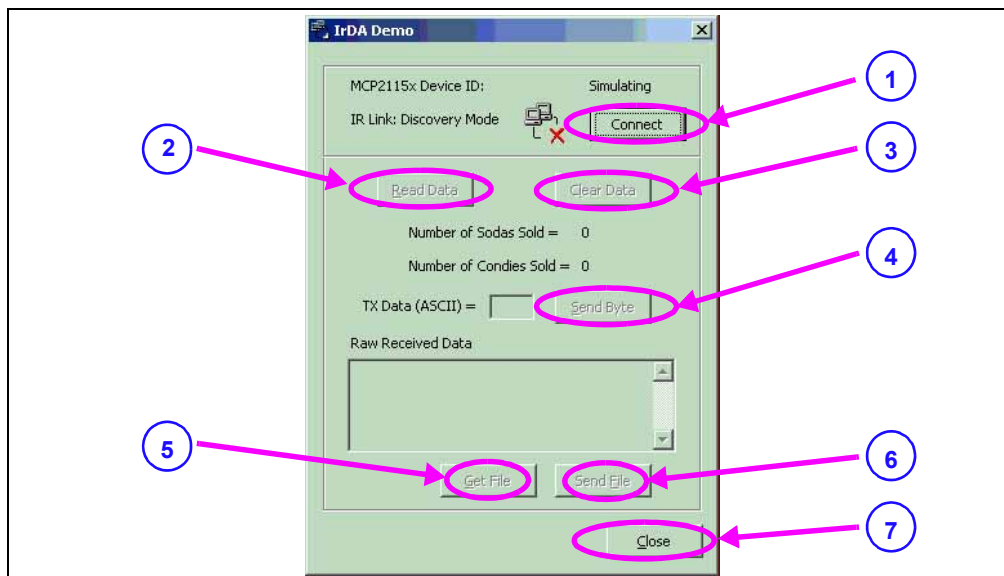 IrDA Demo
MCP2115x Device ID: Simulating
IR Link: Discovery Mode Connect
1
2
3
Read Data Clear Data
Number of Sodas Sold = 0
Number of Condies Sold = 0
4
TX Data (ASCII) = Send Byte
Raw Received Data
5
6
Get File Send File
7
Close